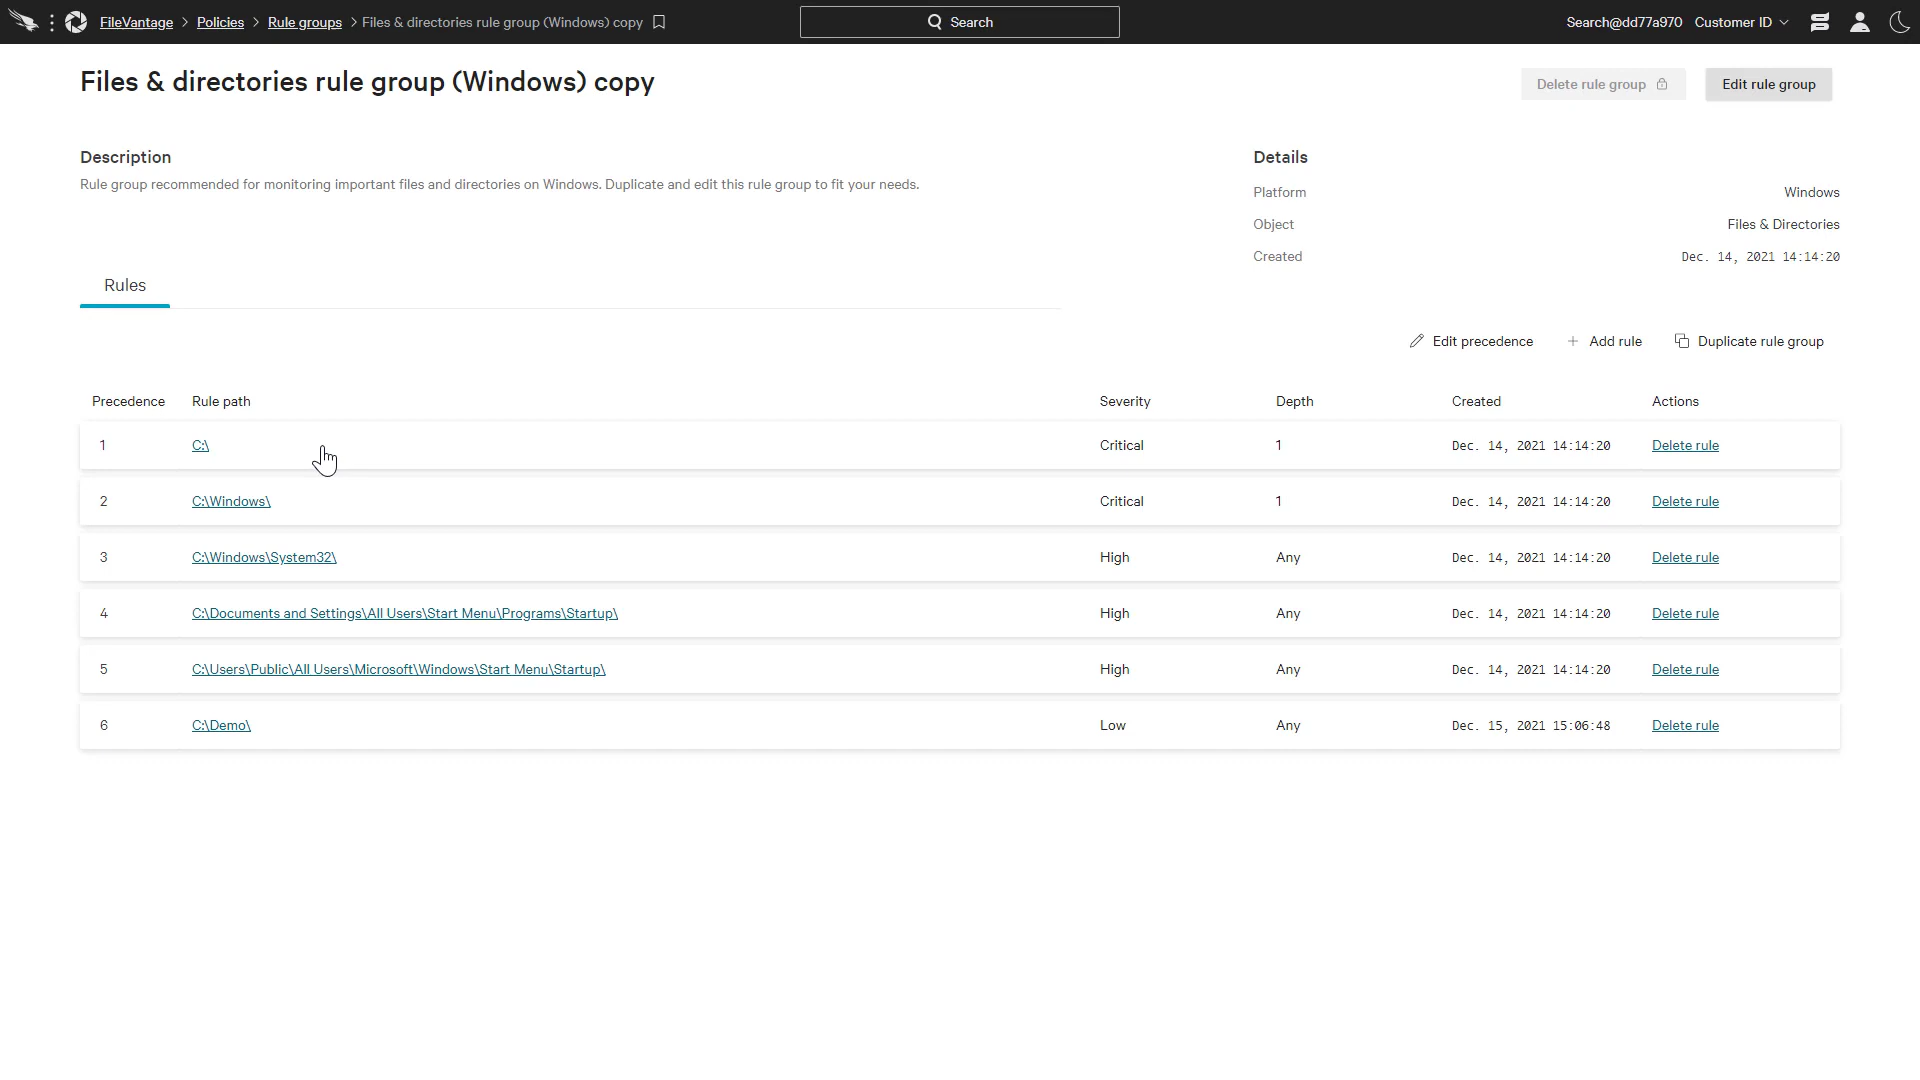 FileVantage > Policies > Rule groups > Files & directories rule group (Windows) copy
Search
Search@dd77a970 Customer ID
Files & directories rule group (Windows) copy
Delete rule group
Edit rule group
Description
Rule group recommended for monitoring important files and directories on Windows. Duplicate and edit this rule group to fit your needs.
Details
Platform Windows
Object Files & Directories
Created Dec. 14, 2021 14:14:20
Rules
Edit precedence + Add rule Duplicate rule group
Precedence Rule path Severity Depth Created Actions
1 C:\ Critical 1 Dec. 14, 2021 14:14:20 Delete rule
2 C:\Windows\ Critical 1 Dec. 14, 2021 14:14:20 Delete rule
3 C:\Windows\System32\ High Any Dec. 14, 2021 14:14:20 Delete rule
4 C:\Documents and Settings\All Users\Start Menu\Programs\Startup\ High Any Dec. 14, 2021 14:14:20 Delete rule
5 C:\Users\Public\All Users\Microsoft\Windows\Start Menu\Startup\ High Any Dec. 14, 2021 14:14:20 Delete rule
6 C:\Demo\ Low Any Dec. 15, 2021 15:06:48 Delete rule